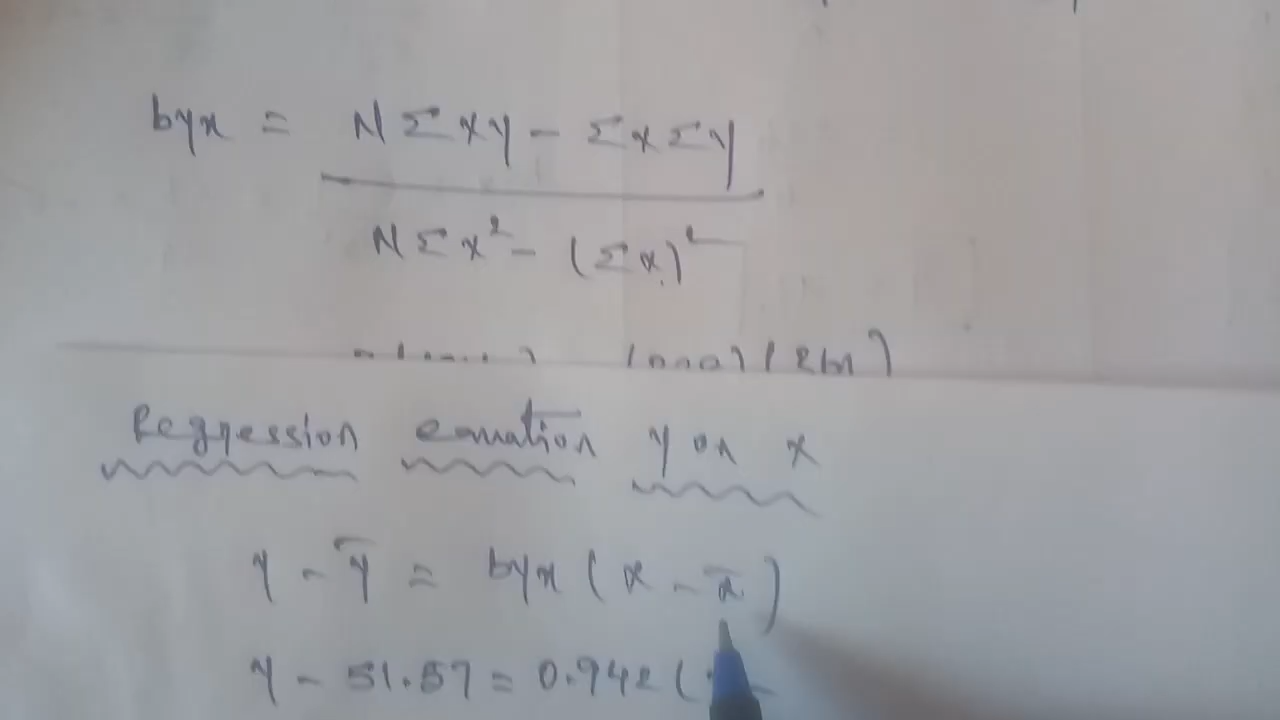 byx = NΣxy - ΣxΣy
NΣx² - (Σx)²
Regression equation y on x
y - ȳ = byx (x - x̄)
y - 51.57 = 0.942 (